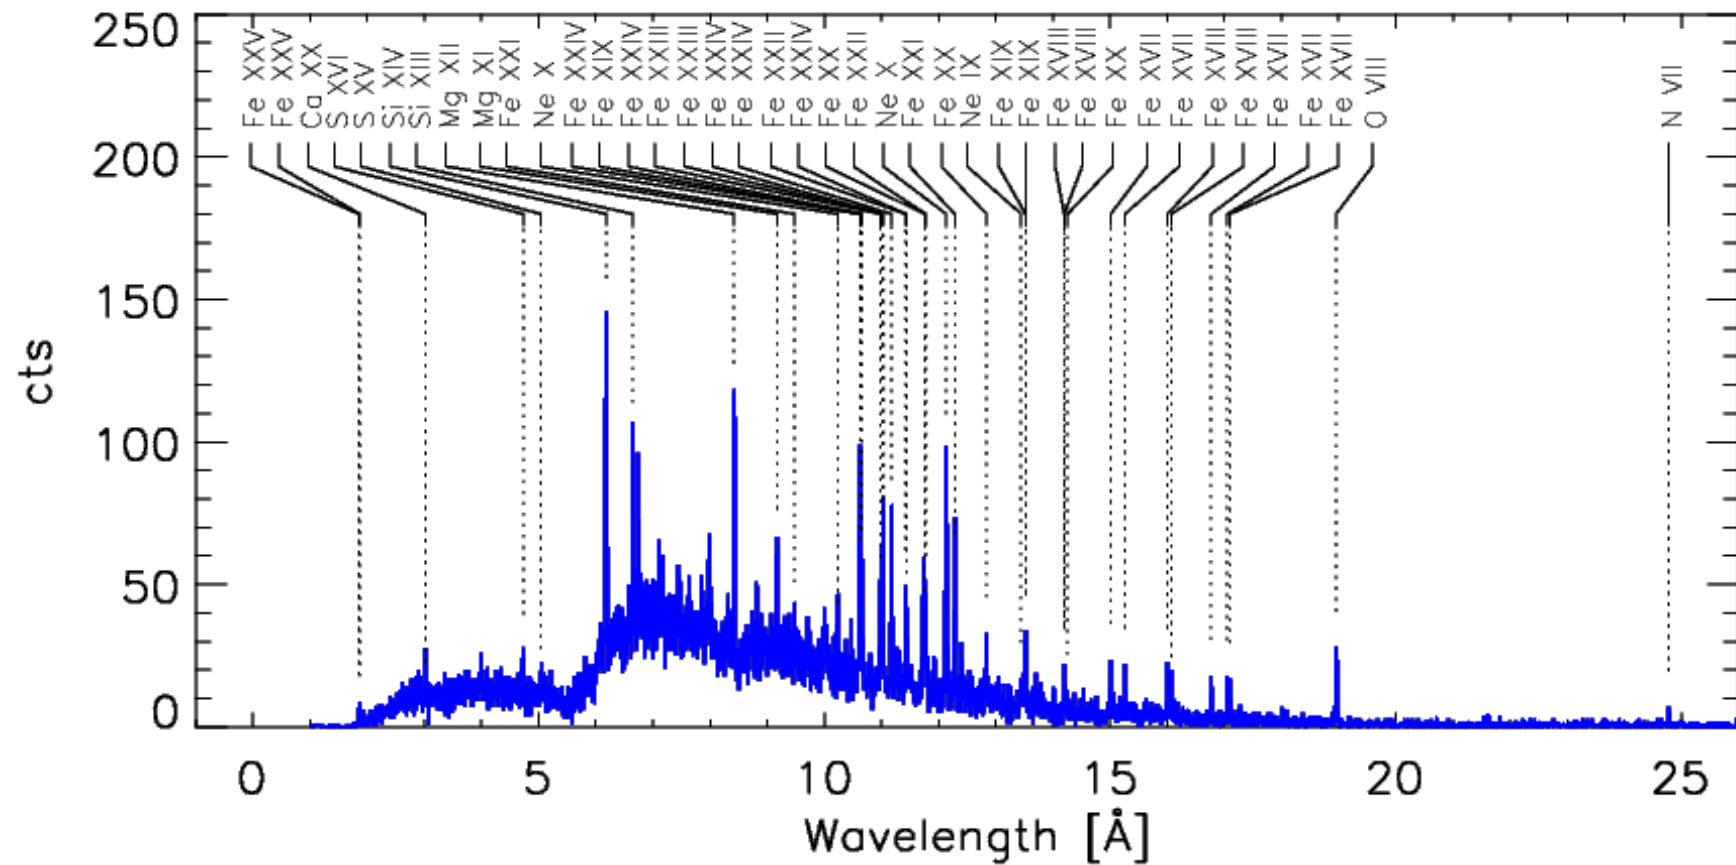 250
200
150
100
50
0
cts
Fe XXV
Fe XXV
Ca XX
S XVI
S XV
Si XIV
Si XIII
Mg XII
Mg XI
Fe XXI
Ne X
Fe XXIV
Fe XIX
Fe XXIV
Fe XXIII
Fe XXIII
Fe XXIV
Fe XXIV
Fe XXII
Fe XXIV
Fe XX
Fe XXII
Ne X
Fe XXI
Fe XX
Ne IX
Fe XIX
Fe XIX
Fe XVIII
Fe XVIII
Fe XX
Fe XVII
Fe XVII
Fe XVIII
Fe XVIII
Fe XVII
Fe XVII
Fe XVII
O VIII
N VII
0 5 10 15 20 25
Wavelength [Å]